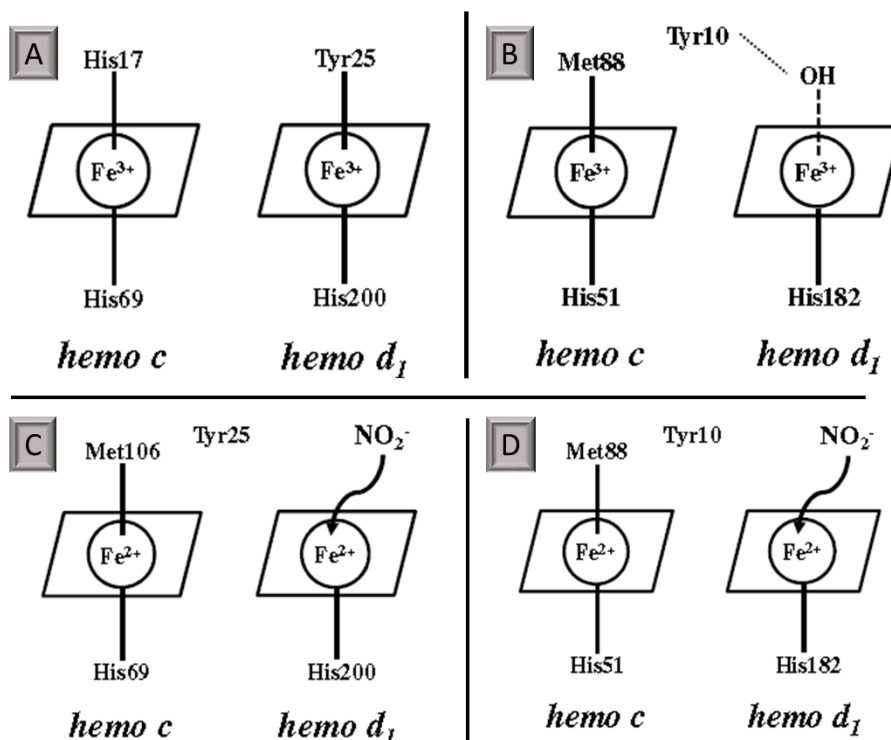 A
His17
Tyr25
Fe³⁺
Fe³⁺
His69
His200
hemo c
hemo d₁
B
Tyr10
Met88
OH
Fe³⁺
Fe³⁺
His51
His182
hemo c
hemo d₁
C
Met106
Tyr25
NO₂⁻
Fe²⁺
Fe²⁺
His69
His200
hemo c
hemo d₁
D
Met88
Tyr10
NO₂⁻
Fe²⁺
Fe²⁺
His51
His182
hemo c
hemo d₁